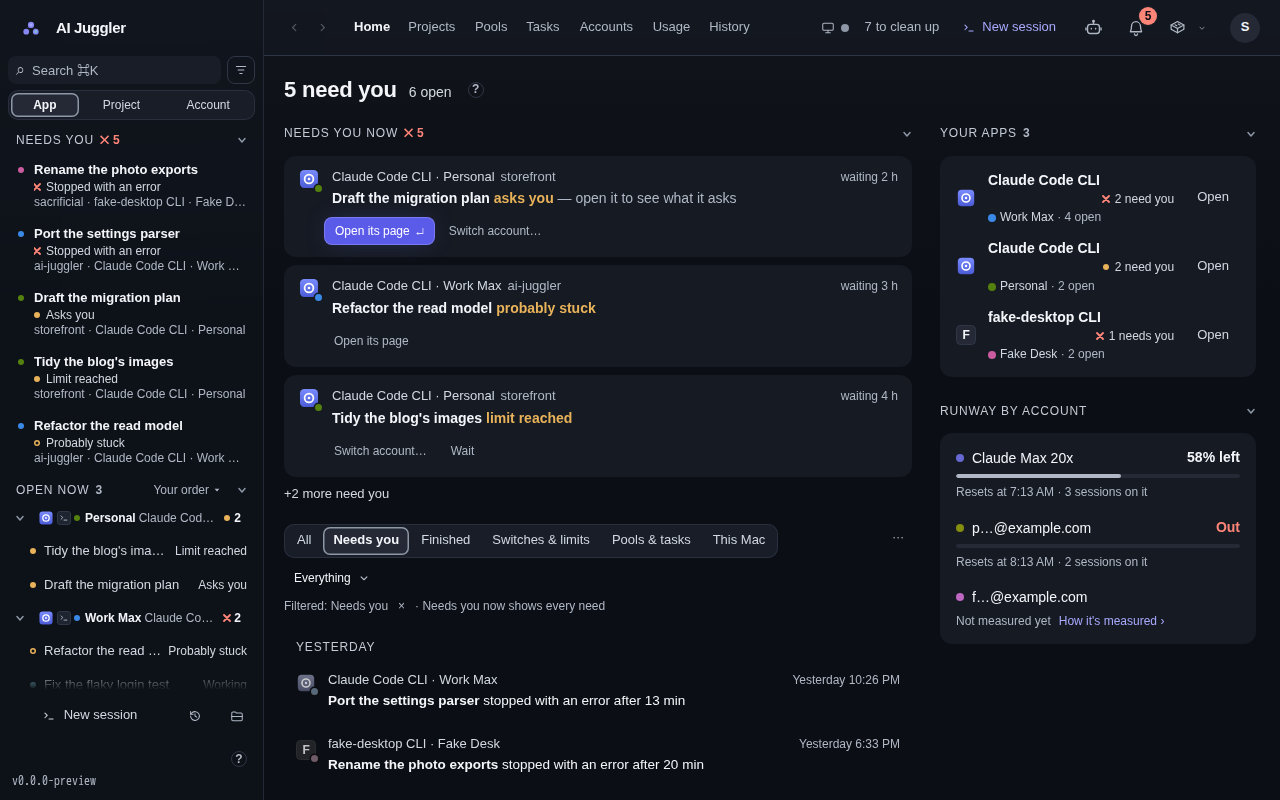 AI Juggler
Search ⌘K
App Project Account
NEEDS YOU 5
Rename the photo exports
Stopped with an error
sacrificial · fake-desktop CLI · Fake D…
Port the settings parser
Stopped with an error
ai-juggler · Claude Code CLI · Work …
Draft the migration plan
Asks you
storefront · Claude Code CLI · Personal
Tidy the blog's images
Limit reached
storefront · Claude Code CLI · Personal
Refactor the read model
Probably stuck
ai-juggler · Claude Code CLI · Work …
OPEN NOW 3 Your order
Personal Claude Cod… 2
Tidy the blog's ima… Limit reached
Draft the migration plan Asks you
Work Max Claude Co… 2
Refactor the read … Probably stuck
Fix the flaky login test Working
New session
?
v0.0.0-preview
Home Projects Pools Tasks Accounts Usage History
7 to clean up
New session
5
S
5 need you 6 open ?
NEEDS YOU NOW 5
Claude Code CLI · Personal storefront waiting 2 h
Draft the migration plan asks you — open it to see what it asks
Open its page Switch account…
Claude Code CLI · Work Max ai-juggler waiting 3 h
Refactor the read model probably stuck
Open its page
Claude Code CLI · Personal storefront waiting 4 h
Tidy the blog's images limit reached
Switch account… Wait
+2 more need you
All Needs you Finished Switches & limits Pools & tasks This Mac ⋯
Everything
Filtered: Needs you × · Needs you now shows every need
YESTERDAY
Claude Code CLI · Work Max Yesterday 10:26 PM
Port the settings parser stopped with an error after 13 min
F
fake-desktop CLI · Fake Desk Yesterday 6:33 PM
Rename the photo exports stopped with an error after 20 min
YOUR APPS 3
Claude Code CLI
2 need you Open
Work Max · 4 open
Claude Code CLI
2 need you Open
Personal · 2 open
F
fake-desktop CLI
1 needs you Open
Fake Desk · 2 open
RUNWAY BY ACCOUNT
Claude Max 20x 58% left
Resets at 7:13 AM · 3 sessions on it
p…@example.com Out
Resets at 8:13 AM · 2 sessions on it
f…@example.com
Not measured yet How it's measured ›